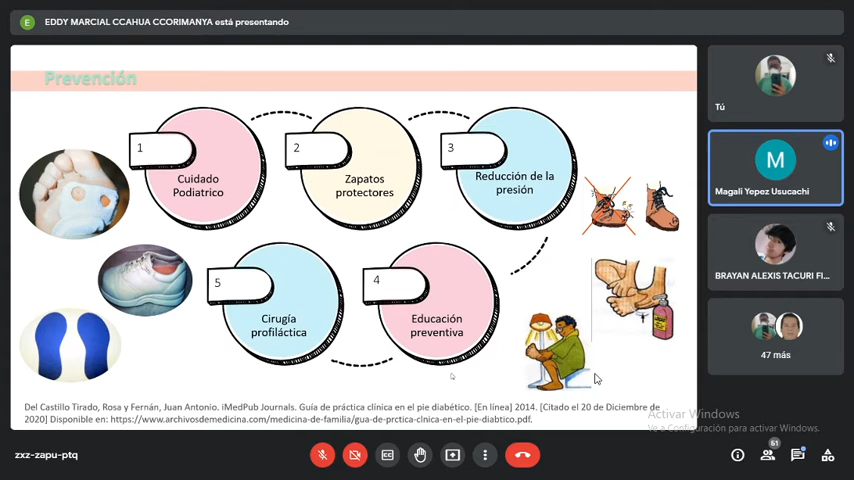 E EDDY MARCIAL CCAHUA CCORIMANYA está presentando
Prevención
1
Cuidado
Podiatrico
2
Zapatos
protectores
3
Reducción de la
presión
5
Cirugía
profiláctica
4
Educación
preventiva
Del Castillo Tirado, Rosa y Fernán, Juan Antonio. iMedPub Journals. Guía de práctica clínica en el pie diabético. [En línea] 2014. [Citado el 20 de Diciembre de
2020] Disponible en: https://www.archivosdemedicina.com/medicina-de-familia/gua-de-prctica-clnica-en-el-pie-diabtico.pdf.
Tú
M
Magali Yepez Usucachi
BRAYAN ALEXIS TACURI FI...
47 más
Activar Windows
Ve a Configuración para activar Windows.
zxz-zapu-ptq
CC
51